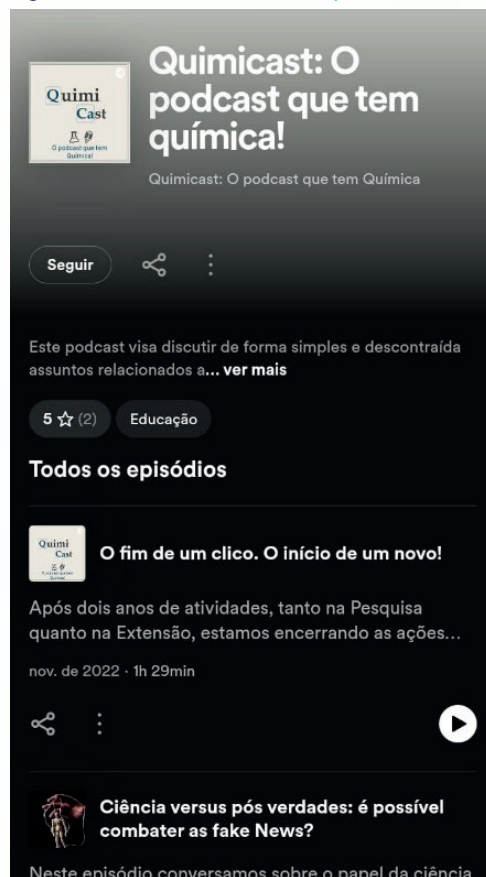 Quimicast: O
podcast que tem
química!
Quimi
Cast
O podcast que tem
Química!
Quimicast: O podcast que tem Química
Seguir
Este podcast visa discutir de forma simples e descontraída
assuntos relacionados a... ver mais
5 ☆ (2) Educação
Todos os episódios
Quimi
Cast
O fim de um clico. O início de um novo!
Após dois anos de atividades, tanto na Pesquisa
quanto na Extensão, estamos encerrando as ações...
nov. de 2022 · 1h 29min
Ciência versus pós verdades: é possível
combater as fake News?
Neste episódio conversamos sobre o papel da ciência